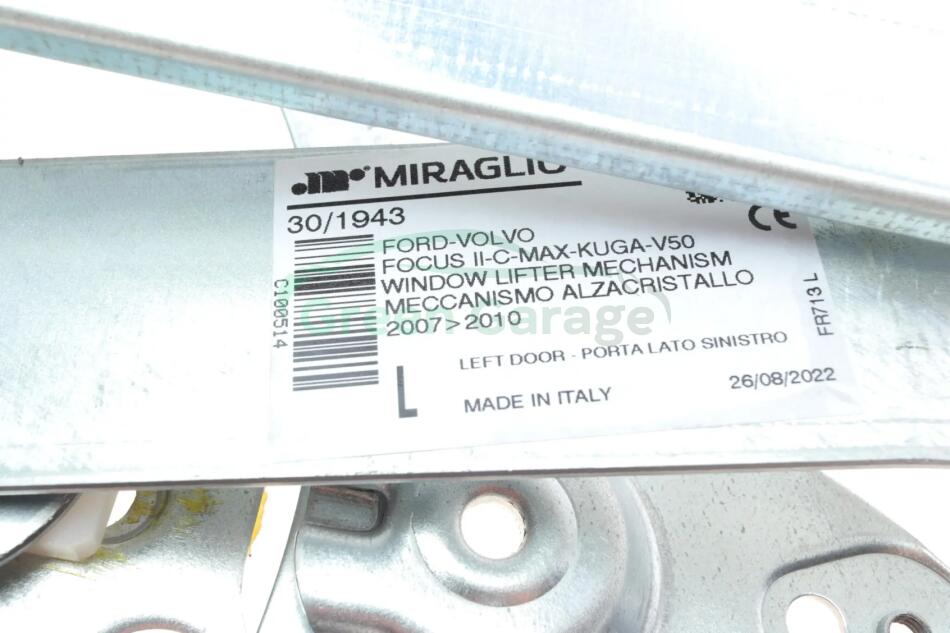 MIRAGLIO
30/1943
FORD-VOLVO
FOCUS II-C-MAX-KUGA-V50
WINDOW LIFTER MECHANISM
MECCANISMO ALZACRISTALLO
2007>2010
C100514
LEFT DOOR - PORTA LATO SINISTRO
L
MADE IN ITALY
26/08/2022
CE
FR713 L
Green Garage